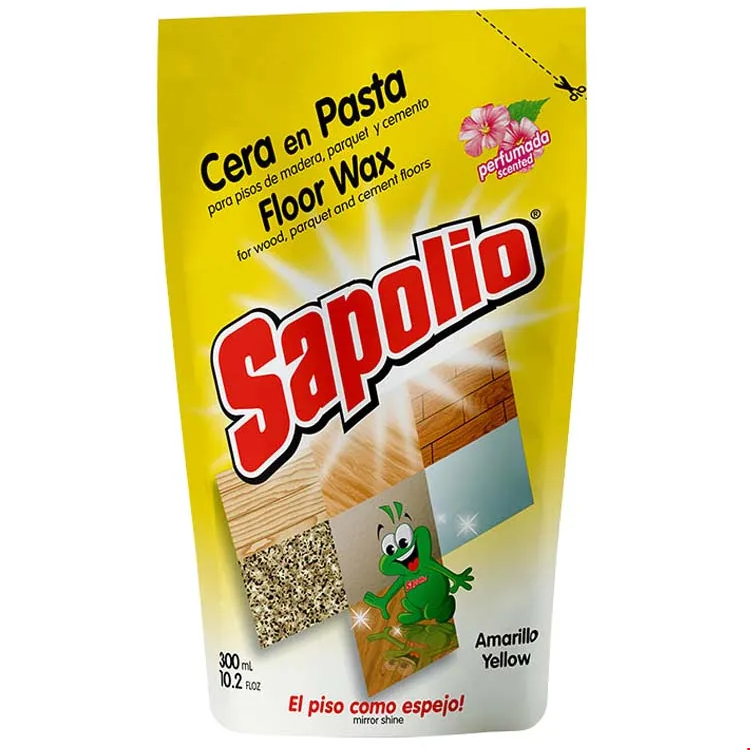 Cera en Pasta
para pisos de madera, parquet y cemento
Floor Wax
for wood, parquet and cement floors
perfumada
scented
Sapolio®
Sapolio
Amarillo
Yellow
300 mL
10.2 FL.OZ
El piso como espejo!
mirror shine